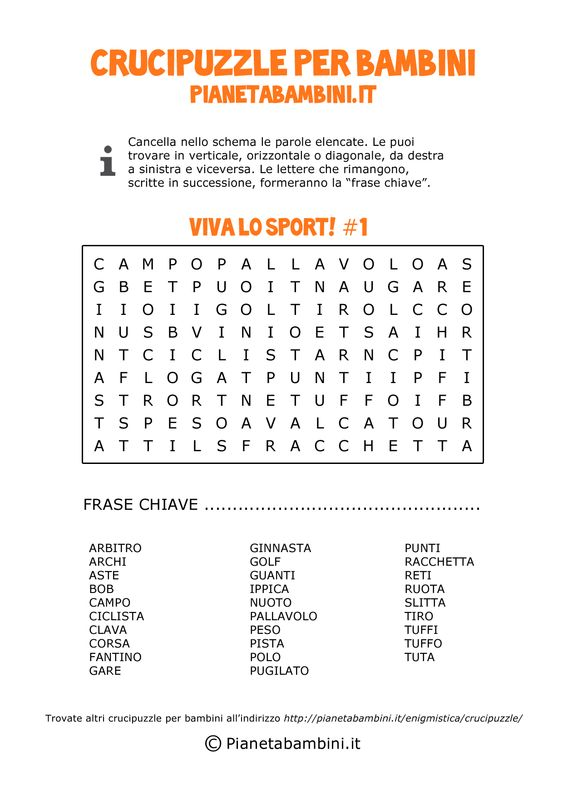 CRUCIPUZZLE PER BAMBINI
PIANETABAMBINI.IT
i
Cancella nello schema le parole elencate. Le puoi
trovare in verticale, orizzontale o diagonale, da destra
a sinistra e viceversa. Le lettere che rimangono,
scritte in successione, formeranno la “frase chiave”.
VIVA LO SPORT! #1
C A M P O P A L L A V O L O A S
G B E T P U O I T N A U G A R E
I I O I I G O L T I R O L C C O
N U S B V I N I O E T S A I H R
N T C I C L I S T A R N C P I T
A F L O G A T P U N T I I P F I
S T R O R T N E T U F F O I F B
T S P E S O A V A L C A T O U R
A T T I L S F R A C C H E T T A
FRASE CHIAVE .................................................
ARBITRO GINNASTA PUNTI
ARCHI GOLF RACCHETTA
ASTE GUANTI RETI
BOB IPPICA RUOTA
CAMPO NUOTO SLITTA
CICLISTA PALLAVOLO TIRO
CLAVA PESO TUFFI
CORSA PISTA TUFFO
FANTINO POLO TUTA
GARE PUGILATO
Trovate altri crucipuzzle per bambini all’indirizzo http://pianetabambini.it/enigmistica/crucipuzzle/
© Pianetabambini.it